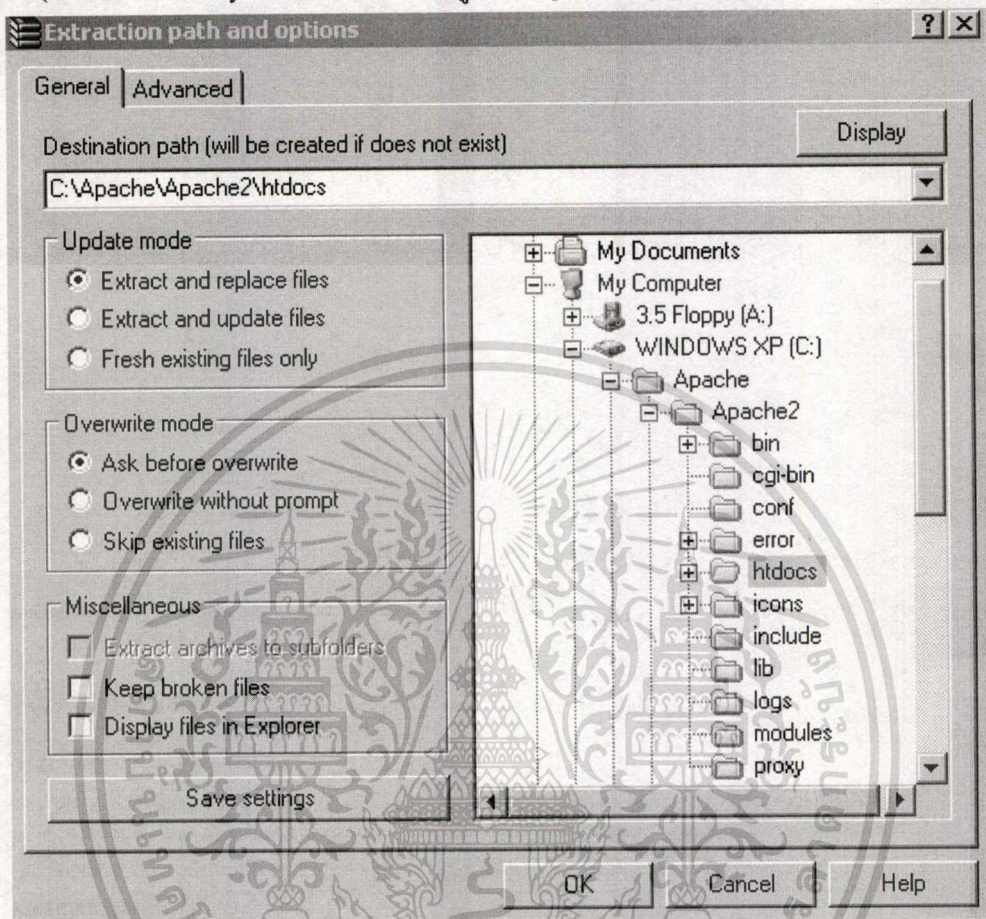 Extraction path and options
General
Advanced
Display
Destination path (will be created if does not exist)
C:\Apache\Apache2\htdocs
Update mode
Extract and replace files
Extract and update files
Fresh existing files only
Overwrite mode
Ask before overwrite
Overwrite without prompt
Skip existing files
Miscellaneous
Extract archives to subfolders
Keep broken files
Display files in Explorer
Save settings
My Documents
My Computer
3.5 Floppy (A:)
WINDOWS XP (C:)
Apache
Apache2
bin
cgi-bin
conf
error
htdocs
icons
include
lib
logs
modules
proxy
OK
Cancel
Help